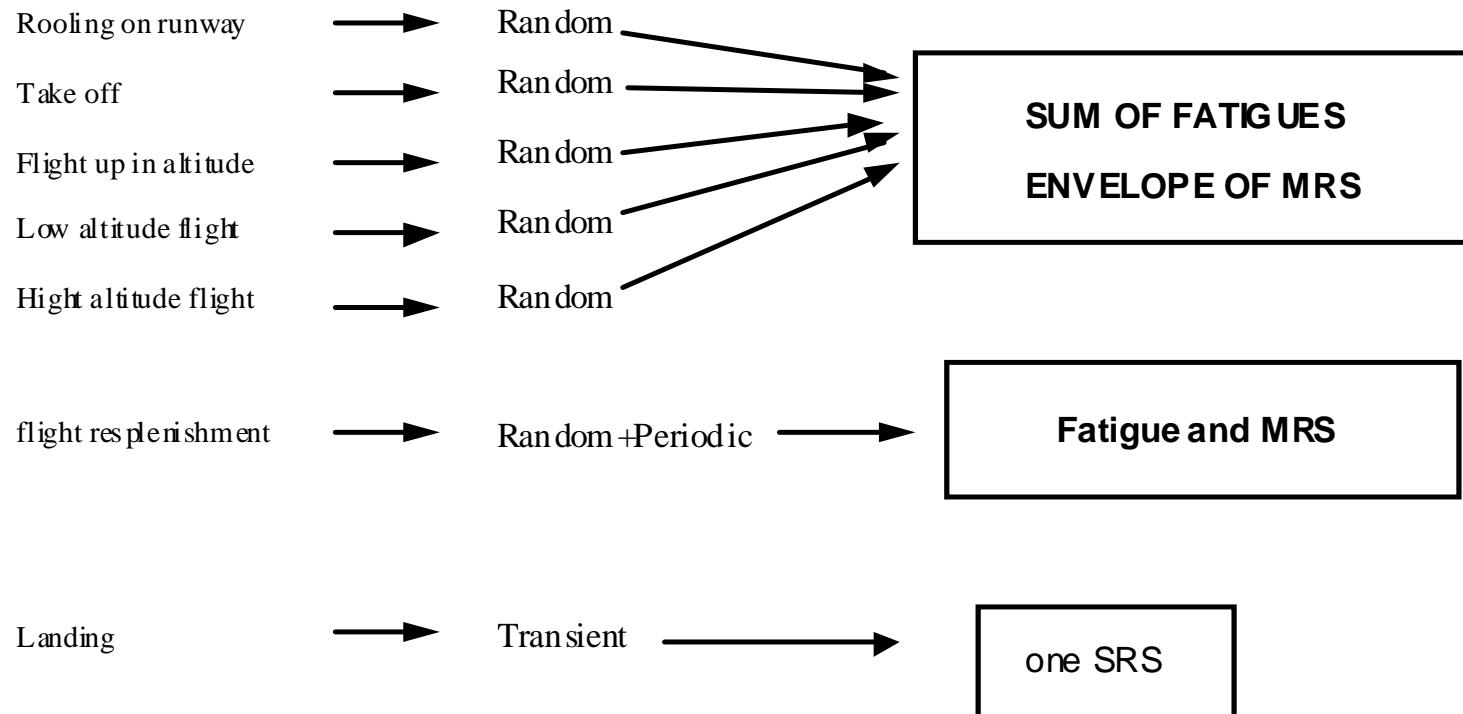 Rooling on runway Random
Take off Random
SUM OF FATIGUES
Flight up in altitude Random
ENVELOPE OF MRS
Low altitude flight Random
Hight altitude flight Random
flight resplenishment Random+Periodic Fatigue and MRS
Landing Transient one SRS